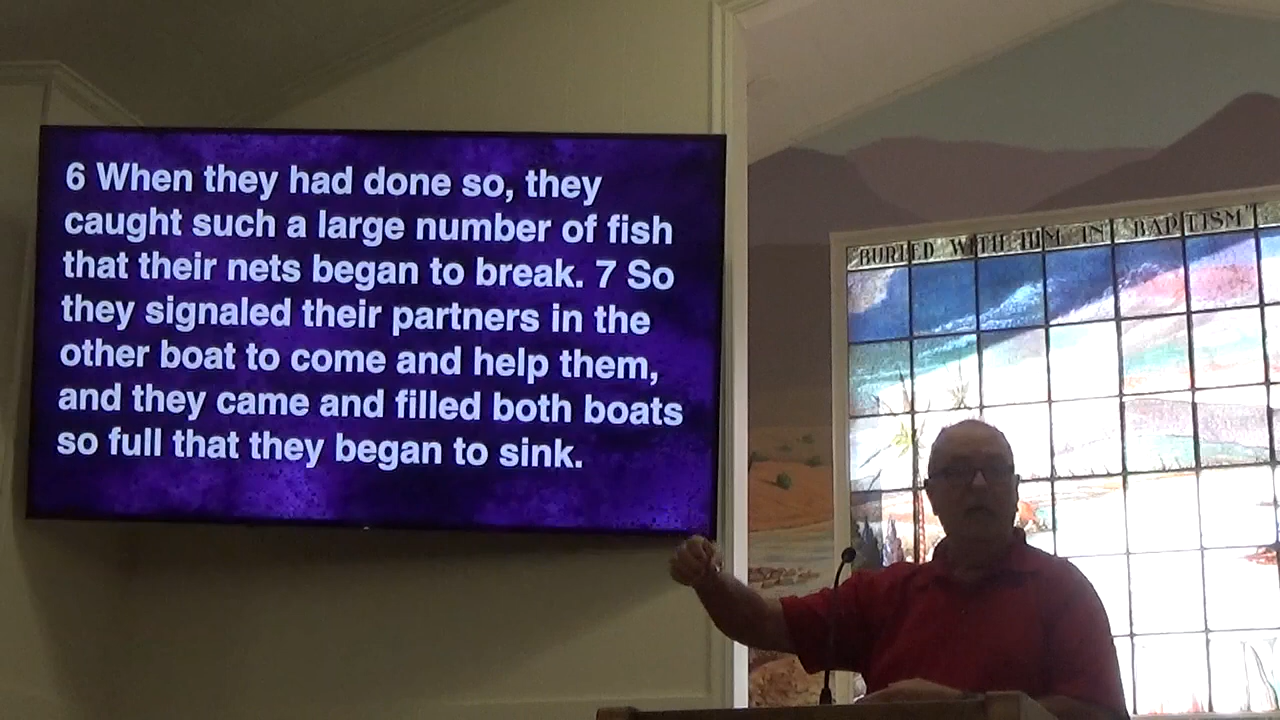 6 When they had done so, they
caught such a large number of fish
that their nets began to break. 7 So
they signaled their partners in the
other boat to come and help them,
and they came and filled both boats
so full that they began to sink.
"BURIED WITH HIM IN BAPTISM"